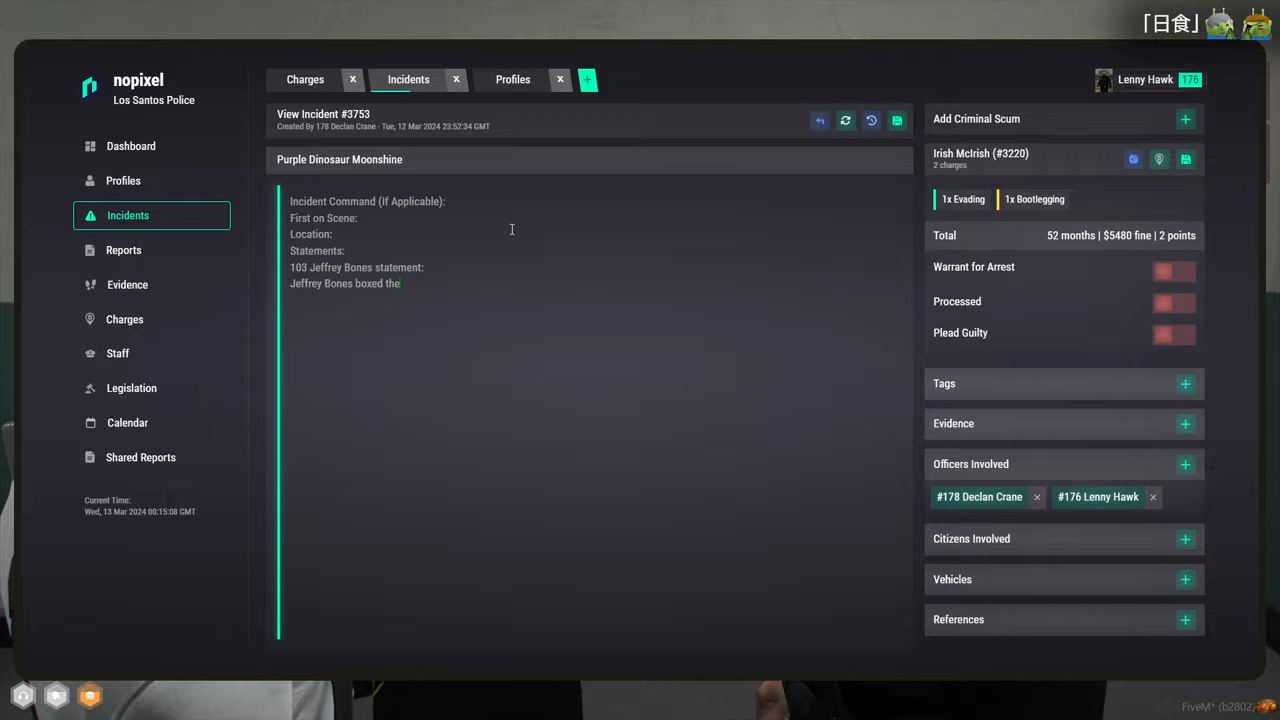 「日食」
nopixel
Los Santos Police
Dashboard
Profiles
Incidents
Reports
Evidence
Charges
Staff
Legislation
Calendar
Shared Reports
Current Time:
Wed, 13 Mar 2024 00:15:08 GMT
Charges x Incidents x Profiles x +
View Incident #3753
Created By 178 Declan Crane · Tue, 12 Mar 2024 23:52:34 GMT
Purple Dinosaur Moonshine
Incident Command (If Applicable):
First on Scene:
Location:
Statements:
103 Jeffrey Bones statement:
Jeffrey Bones boxed the
Lenny Hawk 176
Add Criminal Scum +
Irish McIrish (#3220)
2 charges
1x Evading 1x Bootlegging
Total 52 months | $5480 fine | 2 points
Warrant for Arrest
Processed
Plead Guilty
Tags +
Evidence +
Officers Involved +
#178 Declan Crane × #176 Lenny Hawk ×
Citizens Involved +
Vehicles +
References +